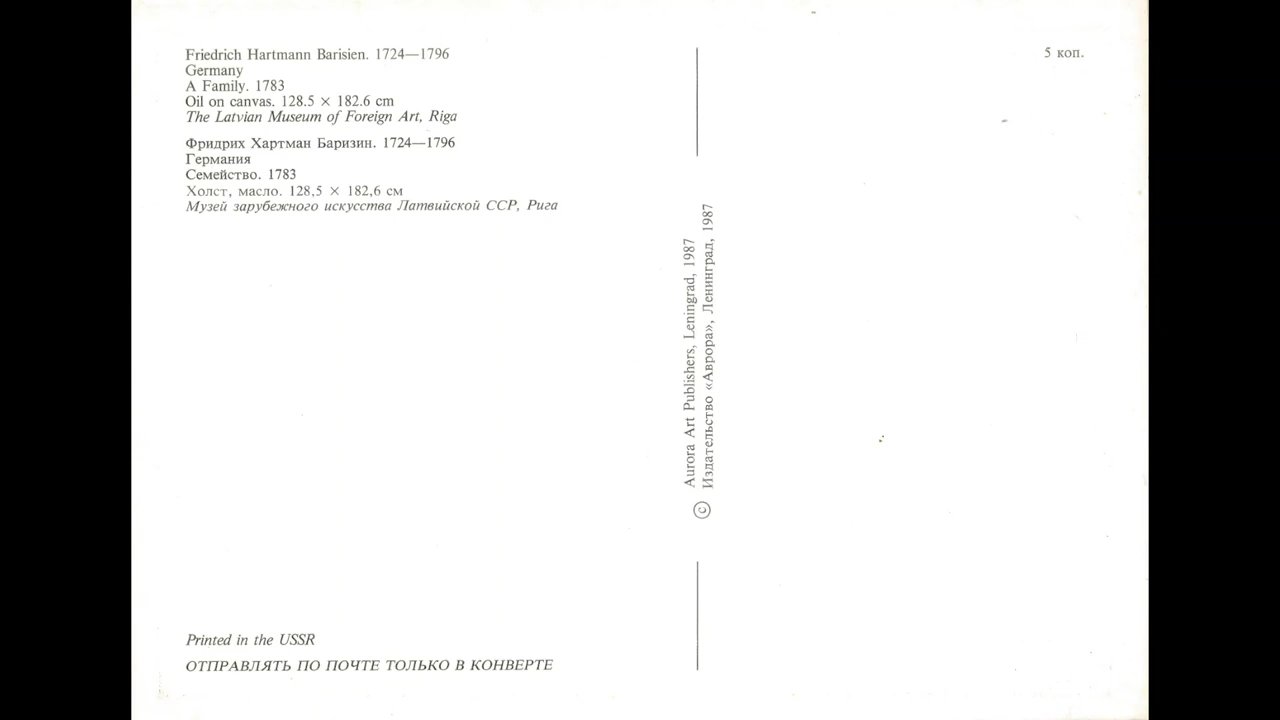 Friedrich Hartmann Barisien. 1724—1796
Germany
A Family. 1783
Oil on canvas. 128.5 × 182.6 cm
The Latvian Museum of Foreign Art, Riga
Фридрих Хартман Баризин. 1724—1796
Германия
Семейство. 1783
Холст, масло. 128,5 × 182,6 см
Музей зарубежного искусства Латвийской ССР, Рига
5 коп.
© Aurora Art Publishers, Leningrad, 1987
Издательство «Аврора», Ленинград, 1987
Printed in the USSR
ОТПРАВЛЯТЬ ПО ПОЧТЕ ТОЛЬКО В КОНВЕРТЕ